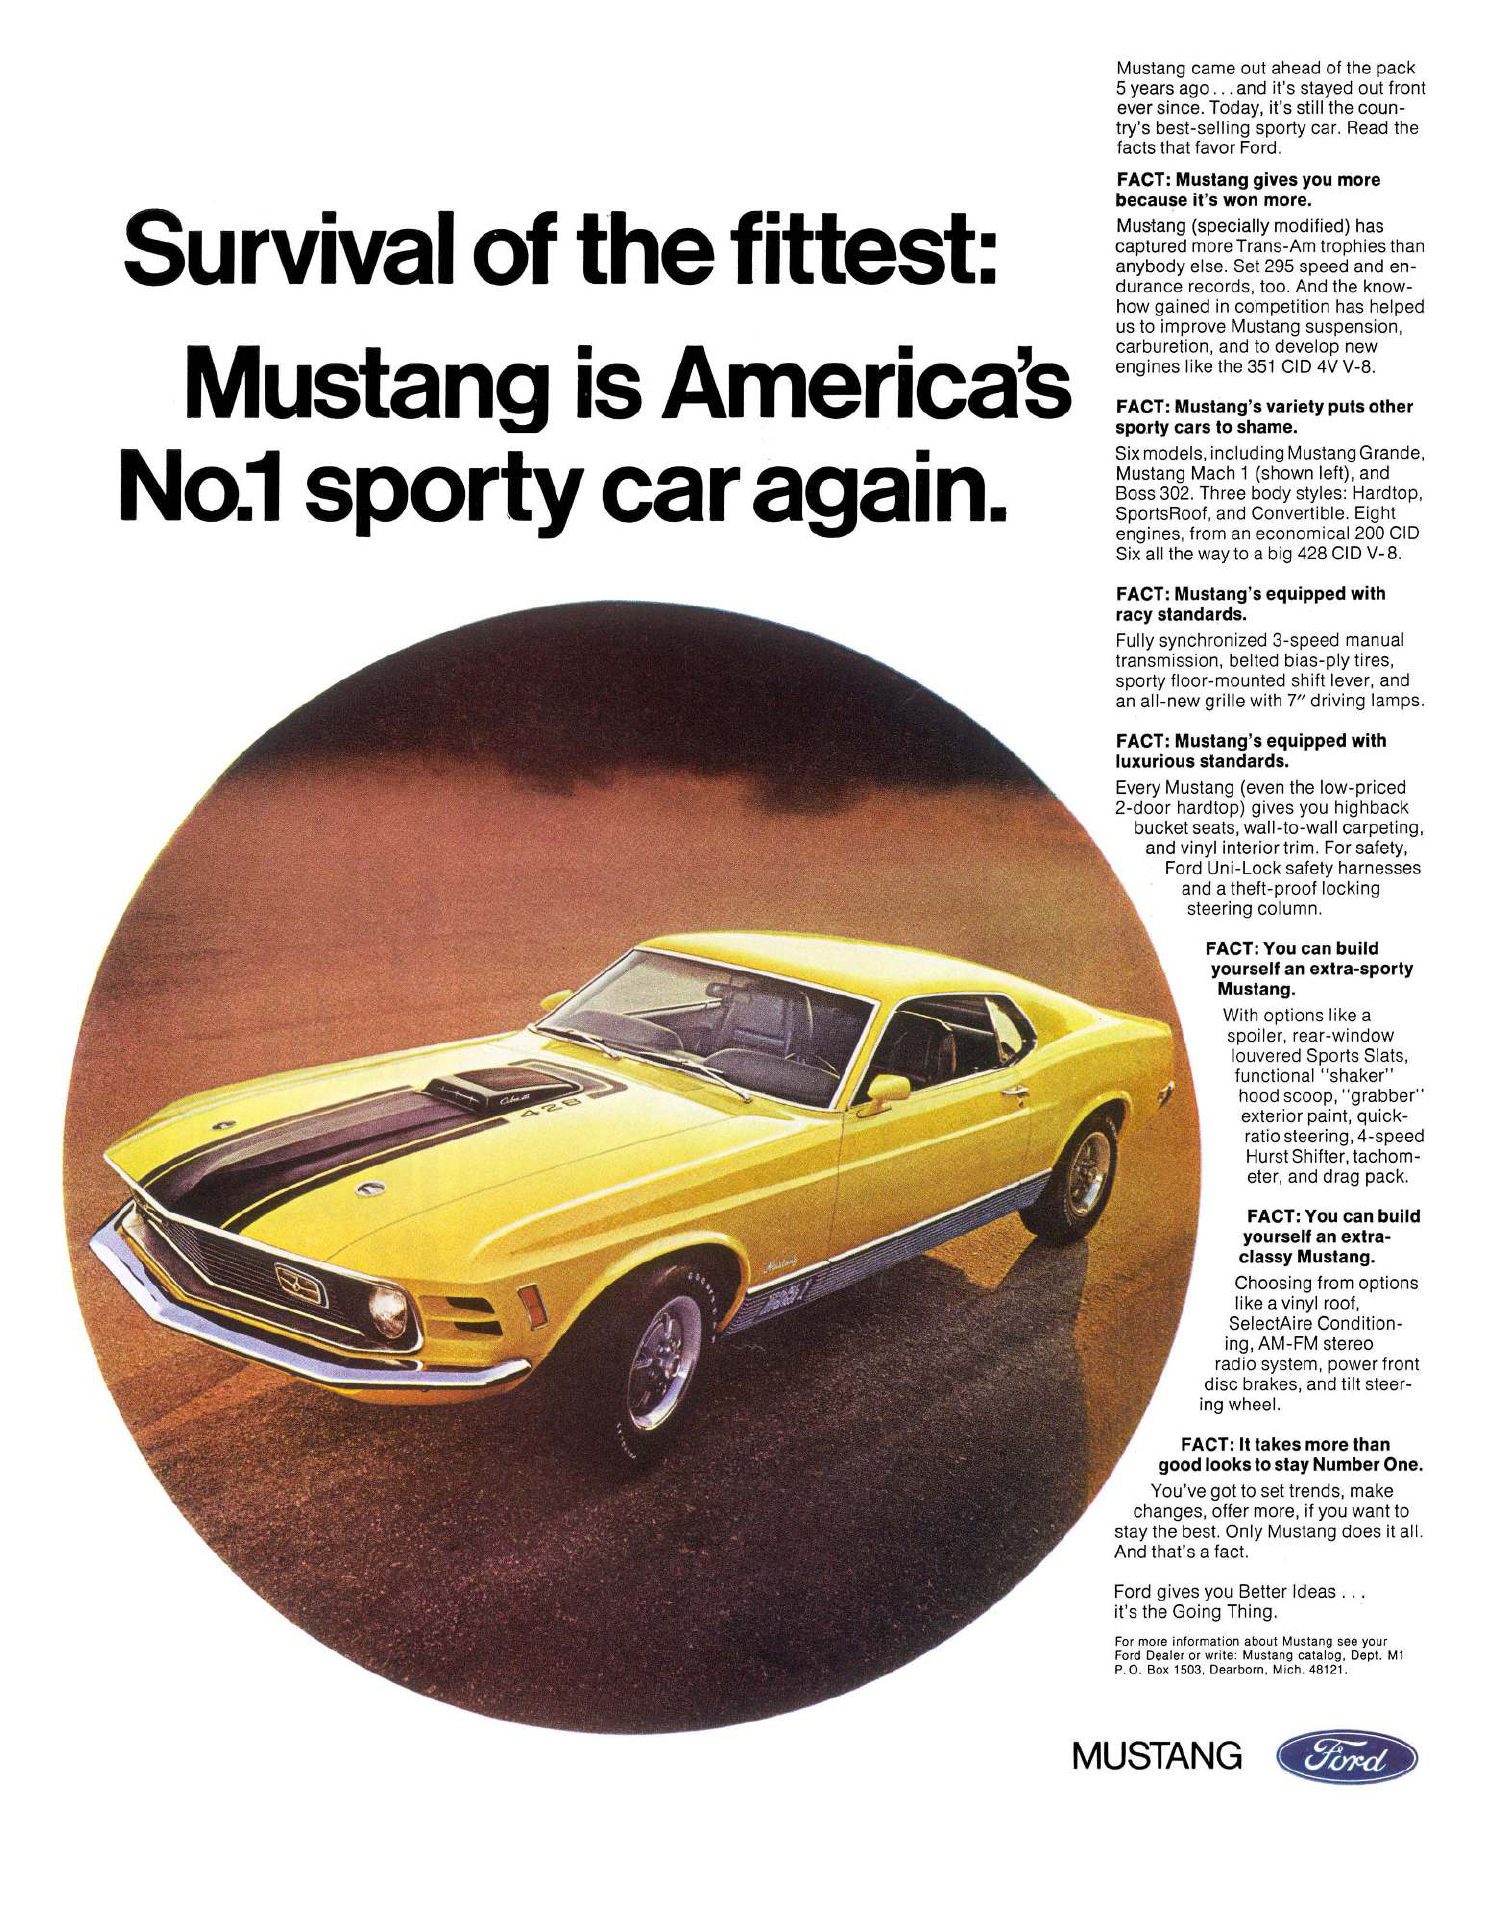 Survival of the fittest:
Mustang is America's
No.1 sporty car again.
Mustang came out ahead of the pack
5 years ago...and it's stayed out front
ever since. Today, it's still the coun-
try's best-selling sporty car. Read the
facts that favor Ford.
FACT: Mustang gives you more
because it's won more.
Mustang (specially modified) has
captured more Trans-Am trophies than
anybody else. Set 295 speed and en-
durance records, too. And the know-
how gained in competition has helped
us to improve Mustang suspension,
carburetion, and to develop new
engines like the 351 CID 4V V-8.
FACT: Mustang's variety puts other
sporty cars to shame.
Six models, including Mustang Grande,
Mustang Mach 1 (shown left), and
Boss 302. Three body styles: Hardtop,
SportsRoof, and Convertible. Eight
engines, from an economical 200 CID
Six all the way to a big 428 CID V-8.
FACT: Mustang's equipped with
racy standards.
Fully synchronized 3-speed manual
transmission, belted bias-ply tires,
sporty floor-mounted shift lever, and
an all-new grille with 7" driving lamps.
FACT: Mustang's equipped with
luxurious standards.
Every Mustang (even the low-priced
2-door hardtop) gives you highback
bucket seats, wall-to-wall carpeting,
and vinyl interior trim. For safety,
Ford Uni-Lock safety harnesses
and a theft-proof locking
steering column.
FACT: You can build
yourself an extra-sporty
Mustang.
With options like a
spoiler, rear-window
louvered Sports Slats,
functional "shaker"
hood scoop, "grabber"
exterior paint, quick-
ratio steering, 4-speed
Hurst Shifter, tachom-
eter, and drag pack.
FACT: You can build
yourself an extra-
classy Mustang.
Choosing from options
like a vinyl roof,
SelectAire Condition-
ing, AM-FM stereo
radio system, power front
disc brakes, and tilt steer-
ing wheel.
FACT: It takes more than
good looks to stay Number One.
You've got to set trends, make
changes, offer more, if you want to
stay the best. Only Mustang does it all.
And that's a fact.
Ford gives you Better Ideas...
it's the Going Thing.
For more information about Mustang see your
Ford Dealer or write: Mustang catalog, Dept. M1
P.O. Box 1503, Dearborn, Mich. 48121.
428
Mustang
MUSTANG
Ford